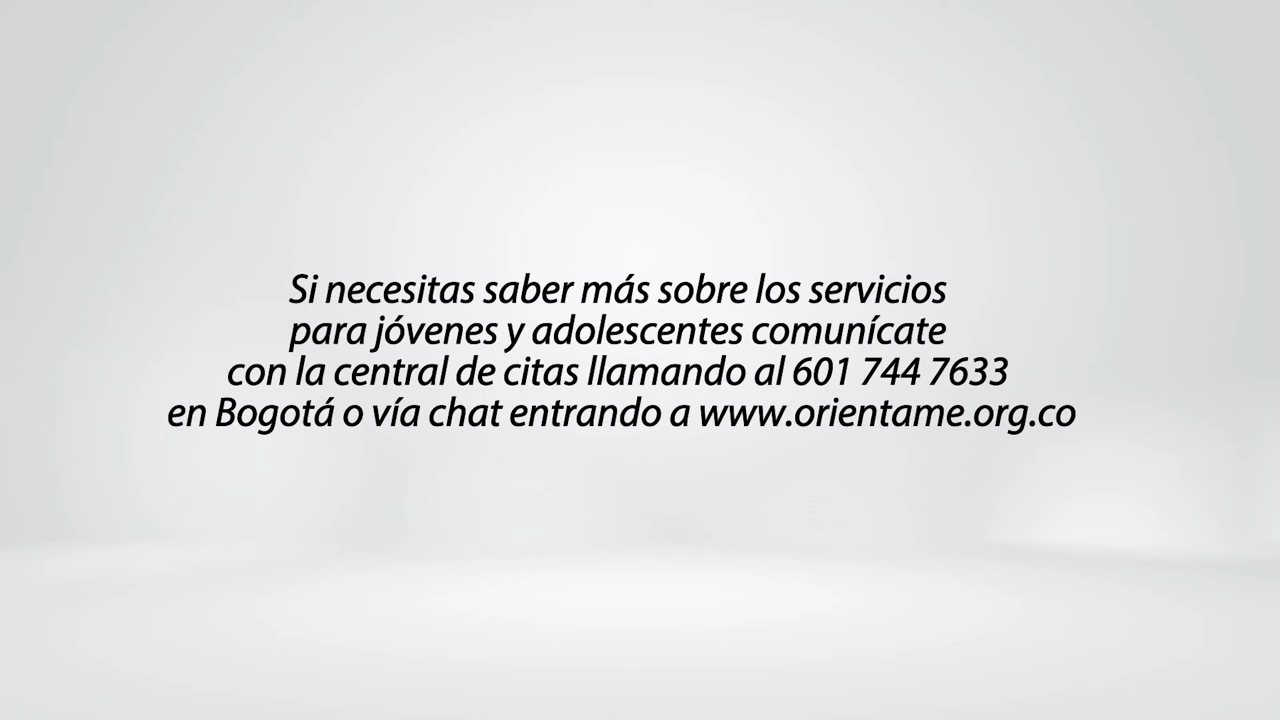 Si necesitas saber más sobre los servicios
para jóvenes y adolescentes comunícate
con la central de citas llamando al 601 744 7633
en Bogotá o vía chat entrando a www.orientame.org.co